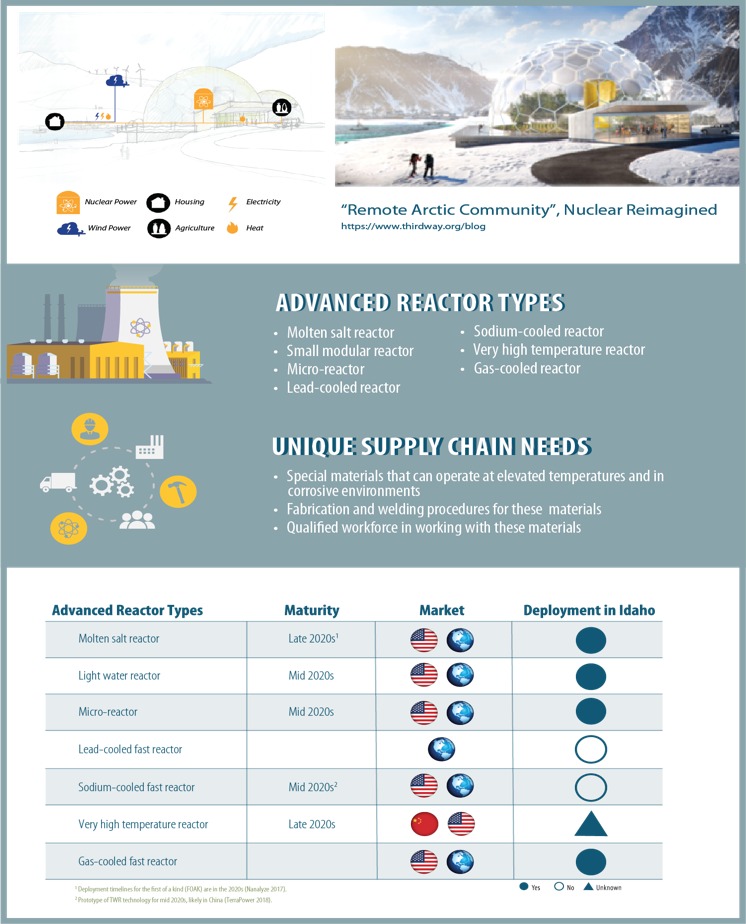 Nuclear Power
Housing
Electricity
Wind Power
Agriculture
Heat
“Remote Arctic Community”, Nuclear Reimagined
https://www.thirdway.org/blog
ADVANCED REACTOR TYPES
• Molten salt reactor
• Small modular reactor
• Micro-reactor
• Lead-cooled reactor
• Sodium-cooled reactor
• Very high temperature reactor
• Gas-cooled reactor
UNIQUE SUPPLY CHAIN NEEDS
• Special materials that can operate at elevated temperatures and in
corrosive environments
• Fabrication and welding procedures for these materials
• Qualified workforce in working with these materials
Advanced Reactor Types Maturity Market Deployment in Idaho
Molten salt reactor Late 2020s¹
Light water reactor Mid 2020s
Micro-reactor Mid 2020s
Lead-cooled fast reactor
Sodium-cooled fast reactor Mid 2020s²
Very high temperature reactor Late 2020s
Gas-cooled fast reactor
¹ Deployment timelines for the first of a kind (FOAK) are in the 2020s (Nanalyze 2017).
² Prototype of TWR technology for mid 2020s, likely in China (TerraPower 2018).
Yes No Unknown